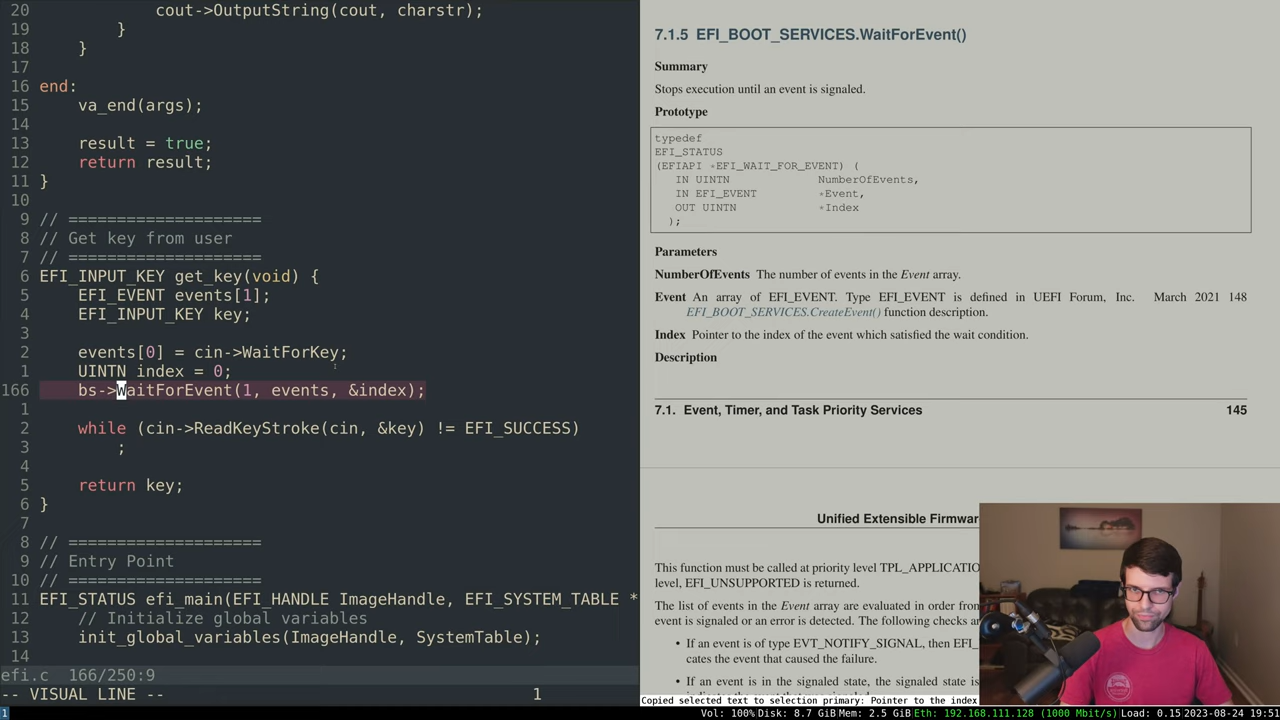 20 cout->OutputString(cout, charstr);
19 }
18 }
17
16 end:
15 va_end(args);
14
13 result = true;
12 return result;
11 }
10
9 // ====================
8 // Get key from user
7 // ====================
6 EFI_INPUT_KEY get_key(void) {
5 EFI_EVENT events[1];
4 EFI_INPUT_KEY key;
3
2 events[0] = cin->WaitForKey;
1 UINTN index = 0;
166 bs->WaitForEvent(1, events, &index);
1
2 while (cin->ReadKeyStroke(cin, &key) != EFI_SUCCESS)
3 ;
4
5 return key;
6 }
7
8 // ====================
9 // Entry Point
10 // ====================
11 EFI_STATUS efi_main(EFI_HANDLE ImageHandle, EFI_SYSTEM_TABLE *
12 // Initialize global variables
13 init_global_variables(ImageHandle, SystemTable);
14
efi.c 166/250:9
-- VISUAL LINE -- 1
7.1.5 EFI_BOOT_SERVICES.WaitForEvent()
Summary
Stops execution until an event is signaled.
Prototype
typedef
EFI_STATUS
(EFIAPI *EFI_WAIT_FOR_EVENT) (
IN UINTN NumberOfEvents,
IN EFI_EVENT *Event,
OUT UINTN *Index
);
Parameters
NumberOfEvents The number of events in the Event array.
Event An array of EFI_EVENT. Type EFI_EVENT is defined in UEFI Forum, Inc. March 2021 148
EFI_BOOT_SERVICES.CreateEvent() function description.
Index Pointer to the index of the event which satisfied the wait condition.
Description
7.1. Event, Timer, and Task Priority Services 145
Unified Extensible Firmwar
This function must be called at priority level TPL_APPLICATIO
level, EFI_UNSUPPORTED is returned.
The list of events in the Event array are evaluated in order from
event is signaled or an error is detected. The following checks ar
• If an event is of type EVT_NOTIFY_SIGNAL, then EFI_
cates the event that caused the failure.
• If an event is in the signaled state, the signaled state is
Copied selected text to selection primary: Pointer to the index
1 Vol: 100% Disk: 8.7 GiB Mem: 2.5 GiB Eth: 192.168.111.128 (1000 Mbit/s) Load: 0.15 2023-08-24 19:51